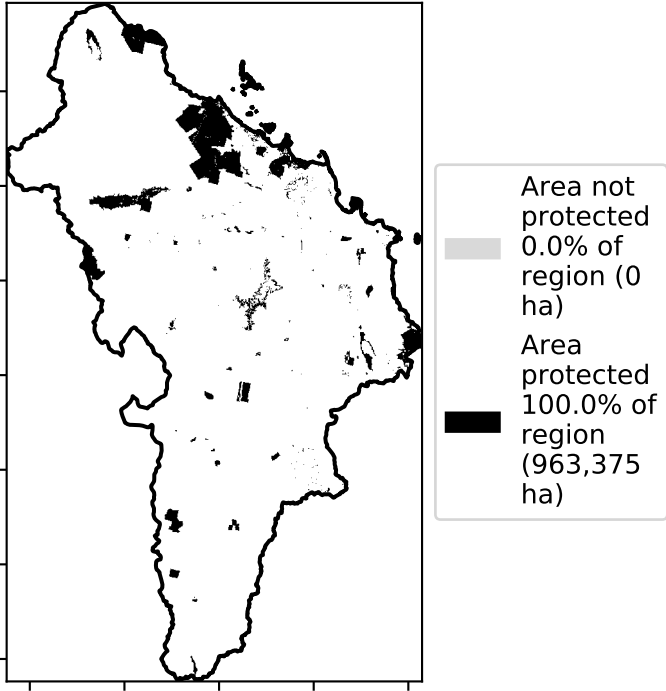 Area not
protected
0.0% of
region (0
ha)
Area
protected
100.0% of
region
(963,375
ha)